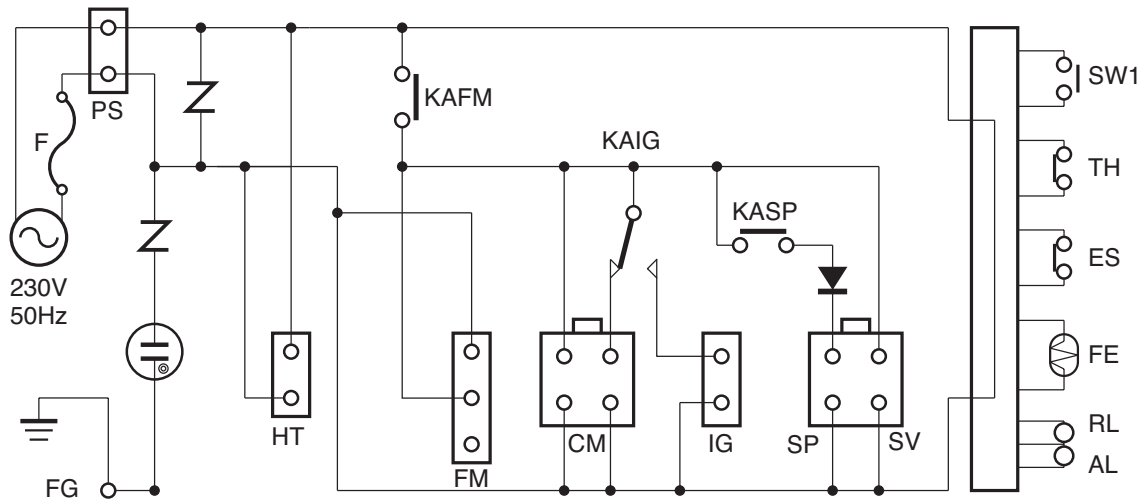 PS
KAFM
SW1
F
KAIG
TH
KASP
ES
230V
50Hz
FE
HT
CM
IG
SP
SV
RL
FM
AL
FG